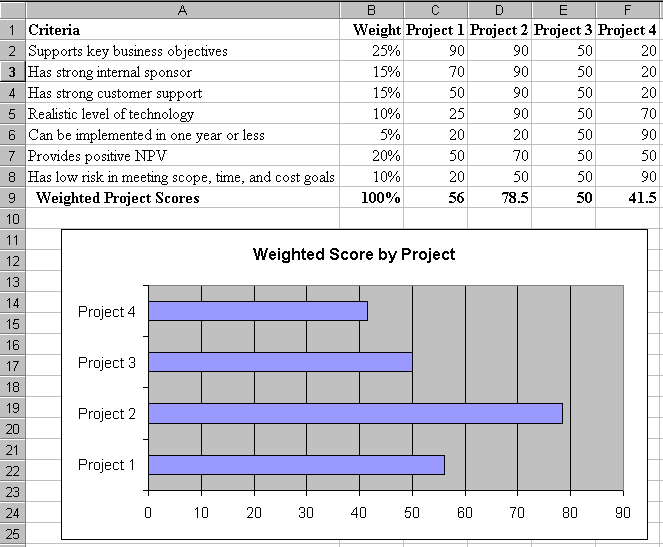 A B C D E F
1 Criteria Weight Project 1 Project 2 Project 3 Project 4
2 Supports key business objectives 25% 90 90 50 20
3 Has strong internal sponsor 15% 70 90 50 20
4 Has strong customer support 15% 50 90 50 20
5 Realistic level of technology 10% 25 90 50 70
6 Can be implemented in one year or less 5% 20 20 50 90
7 Provides positive NPV 20% 50 70 50 50
8 Has low risk in meeting scope, time, and cost goals 10% 20 50 50 90
9 Weighted Project Scores 100% 56 78.5 50 41.5
10
11
12 Weighted Score by Project
13
14 Project 4
15
16
17 Project 3
18
19 Project 2
20
21
22 Project 1
23
24 0 10 20 30 40 50 60 70 80 90
25